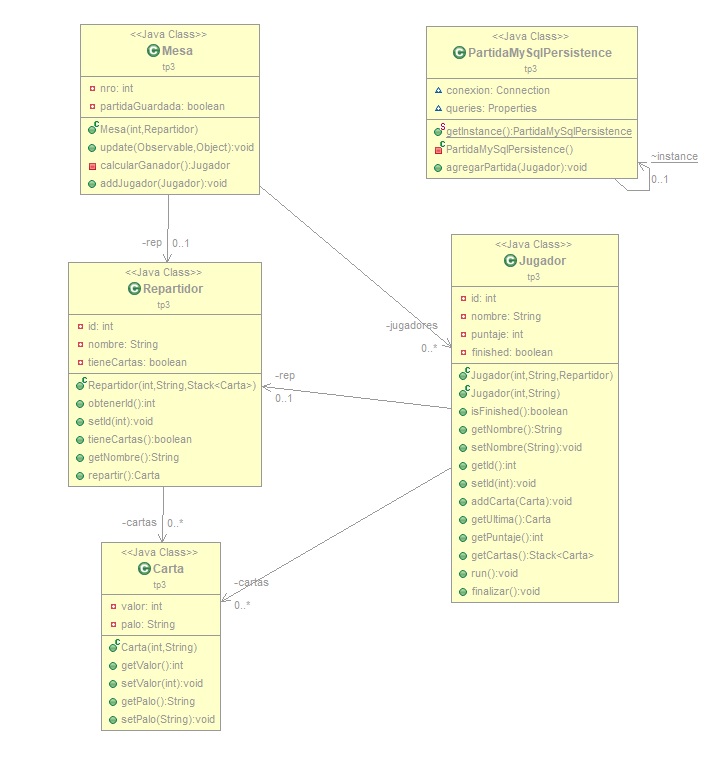 <<Java Class>>
Mesa
tp3
nro: int
partidaGuardada: boolean
Mesa(int,Repartidor)
update(Observable,Object):void
calcularGanador():Jugador
addJugador(Jugador):void
<<Java Class>>
PartidaMySqlPersistence
tp3
conexion: Connection
queries: Properties
getInstance():PartidaMySqlPersistence
PartidaMySqlPersistence()
agregarPartida(Jugador):void
~instance
0..1
-rep 0..1
-jugadores
0..*
<<Java Class>>
Repartidor
tp3
id: int
nombre: String
tieneCartas: boolean
Repartidor(int,String,Stack<Carta>)
obtenerId():int
setId(int):void
tieneCartas():boolean
getNombre():String
repartir():Carta
-rep
0..1
<<Java Class>>
Jugador
tp3
id: int
nombre: String
puntaje: int
finished: boolean
Jugador(int,String,Repartidor)
Jugador(int,String)
isFinished():boolean
getNombre():String
setNombre(String):void
getId():int
setId(int):void
addCarta(Carta):void
getUltima():Carta
getPuntaje():int
getCartas():Stack<Carta>
run():void
finalizar():void
-cartas 0..*
-cartas
0..*
<<Java Class>>
Carta
tp3
valor: int
palo: String
Carta(int,String)
getValor():int
setValor(int):void
getPalo():String
setPalo(String):void